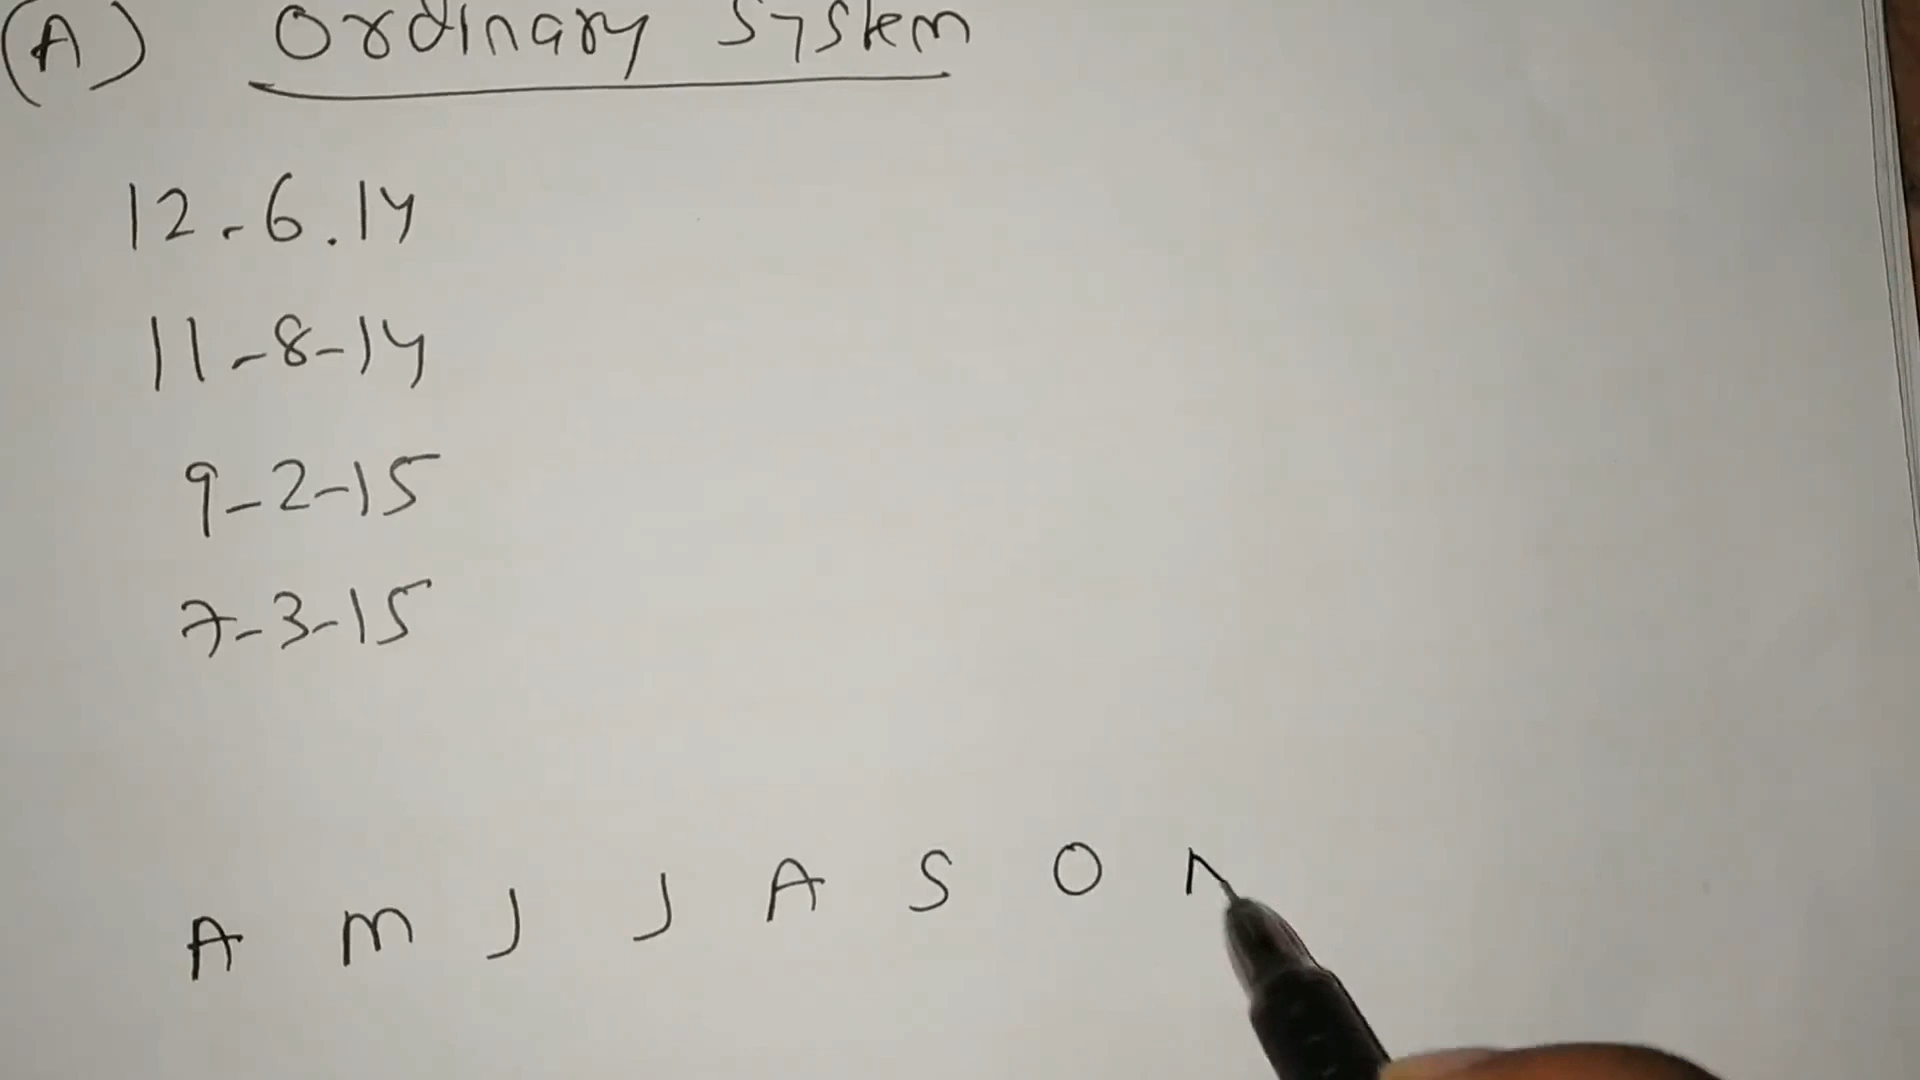 (A) Ordinary System
12-6.14
11-8-14
9-2-15
7-3-15
A M J J A S O N